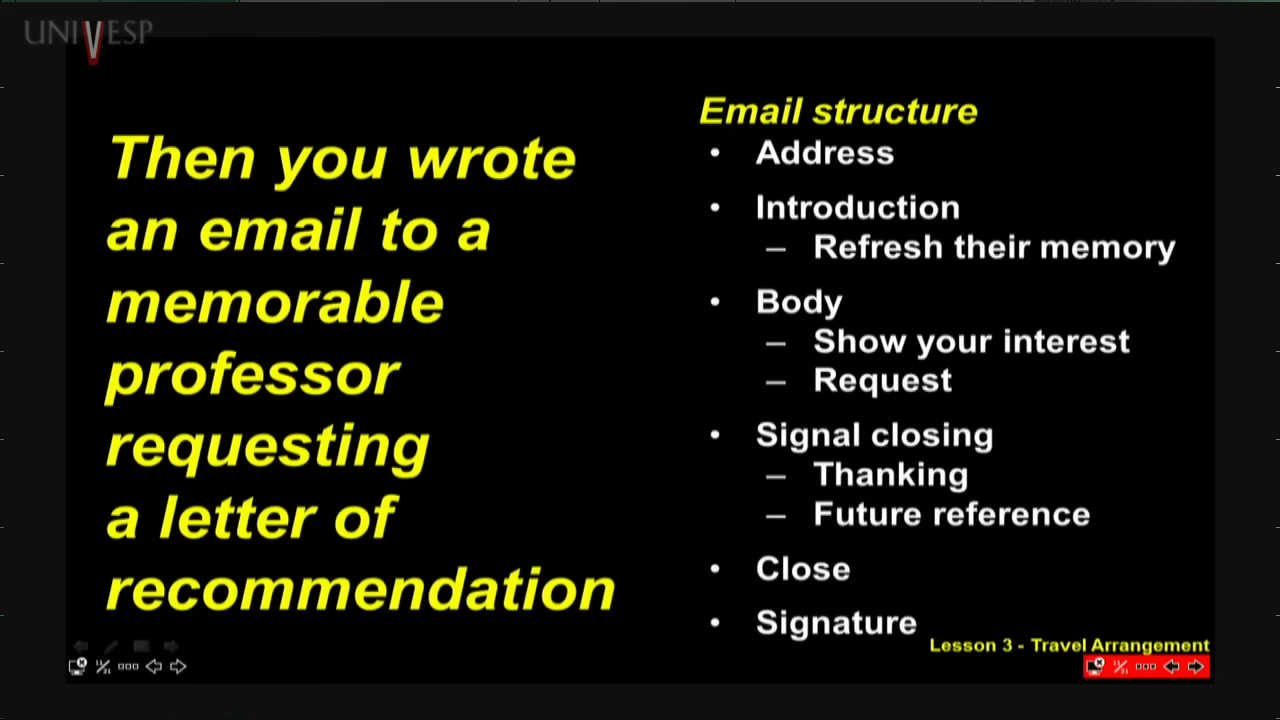 UNIVESP
Then you wrote
an email to a
memorable
professor
requesting
a letter of
recommendation
Email structure
• Address
• Introduction
– Refresh their memory
• Body
– Show your interest
– Request
• Signal closing
– Thanking
– Future reference
• Close
• Signature
Lesson 3 - Travel Arrangement